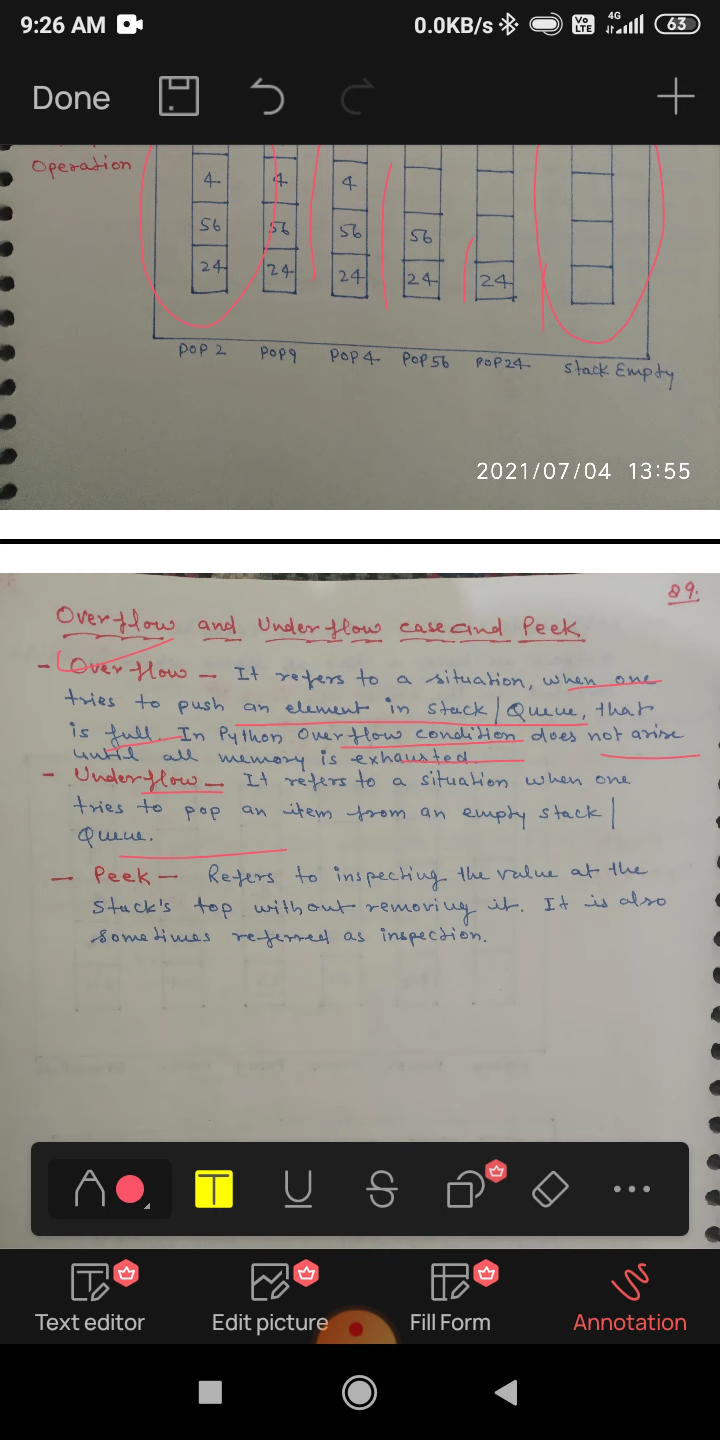 9:26 AM
0.0KB/s Vo LTE 4G 63
Done
Operation
4 4 4
56 56 56 56
24 24 24 24 24
POP 2 POP 9 POP 4 POP 56 POP 24 Stack Empty
2021/07/04 13:55
89.
Overflow and Underflow case and Peek
- Overflow - It refers to a situation, when one
tries to push an element in stack/Queue, that
is full. In Python Overflow condition does not arise
until all memory is exhausted.
- Underflow - It refers to a situation when one
tries to pop an item from an empty stack/
Queue.
- Peek - Refers to inspecting the value at the
Stack's top without removing it. It is also
sometimes referred as inspection.
Text editor Edit picture Fill Form Annotation